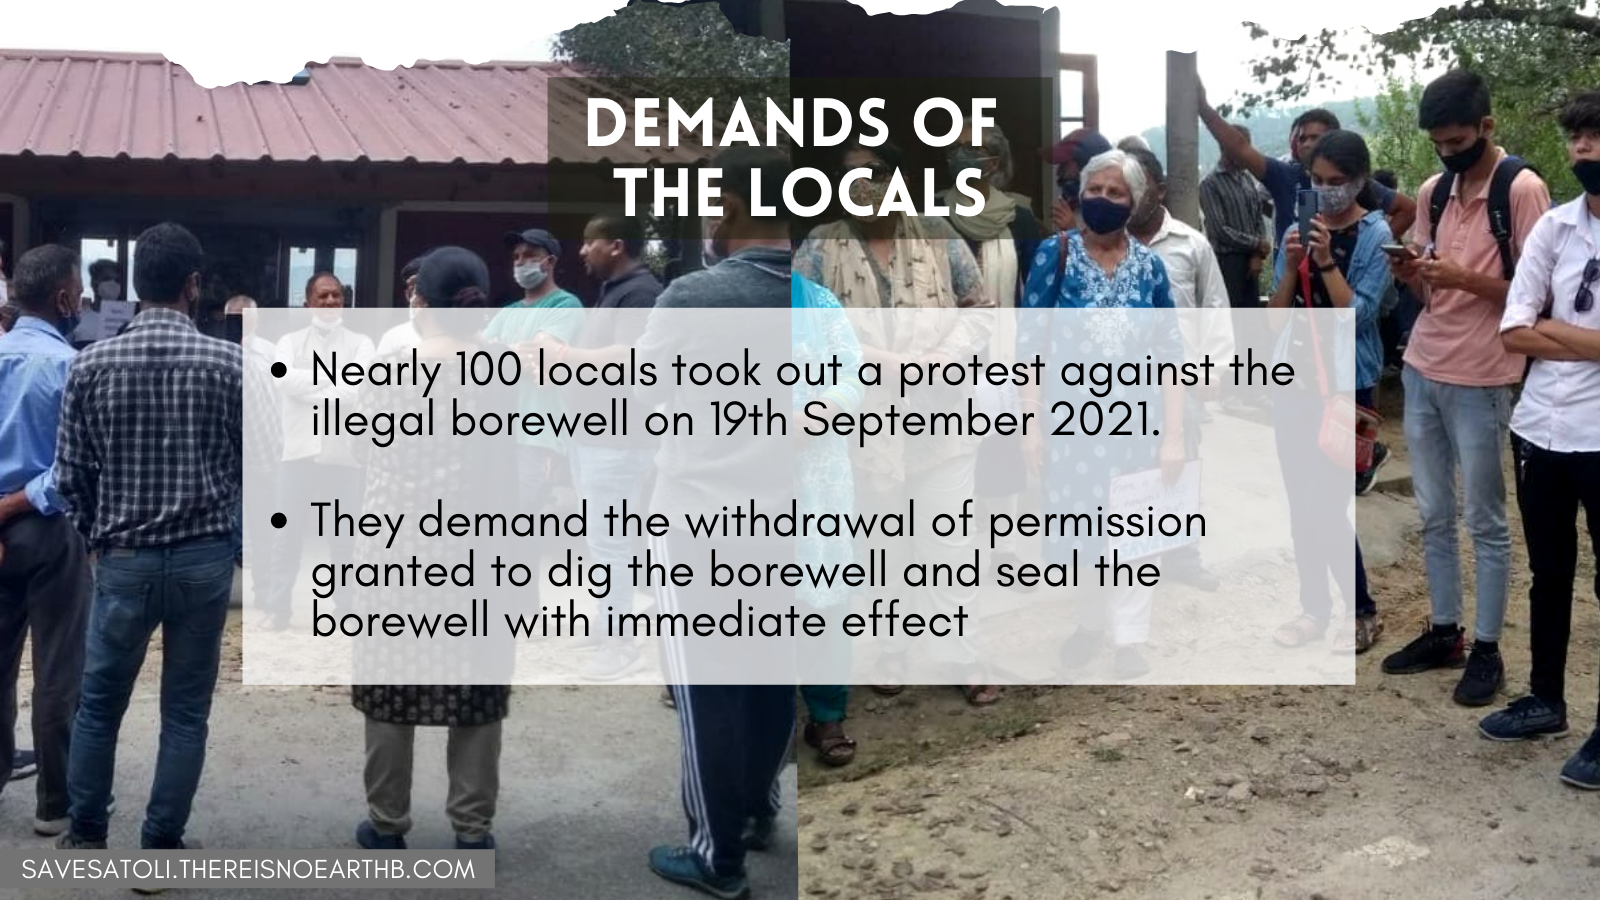 DEMANDS OF
THE LOCALS
• Nearly 100 locals took out a protest against the
illegal borewell on 19th September 2021.
• They demand the withdrawal of permission
granted to dig the borewell and seal the
borewell with immediate effect
SAVESATOLI.THEREISNOEARTHB.COM